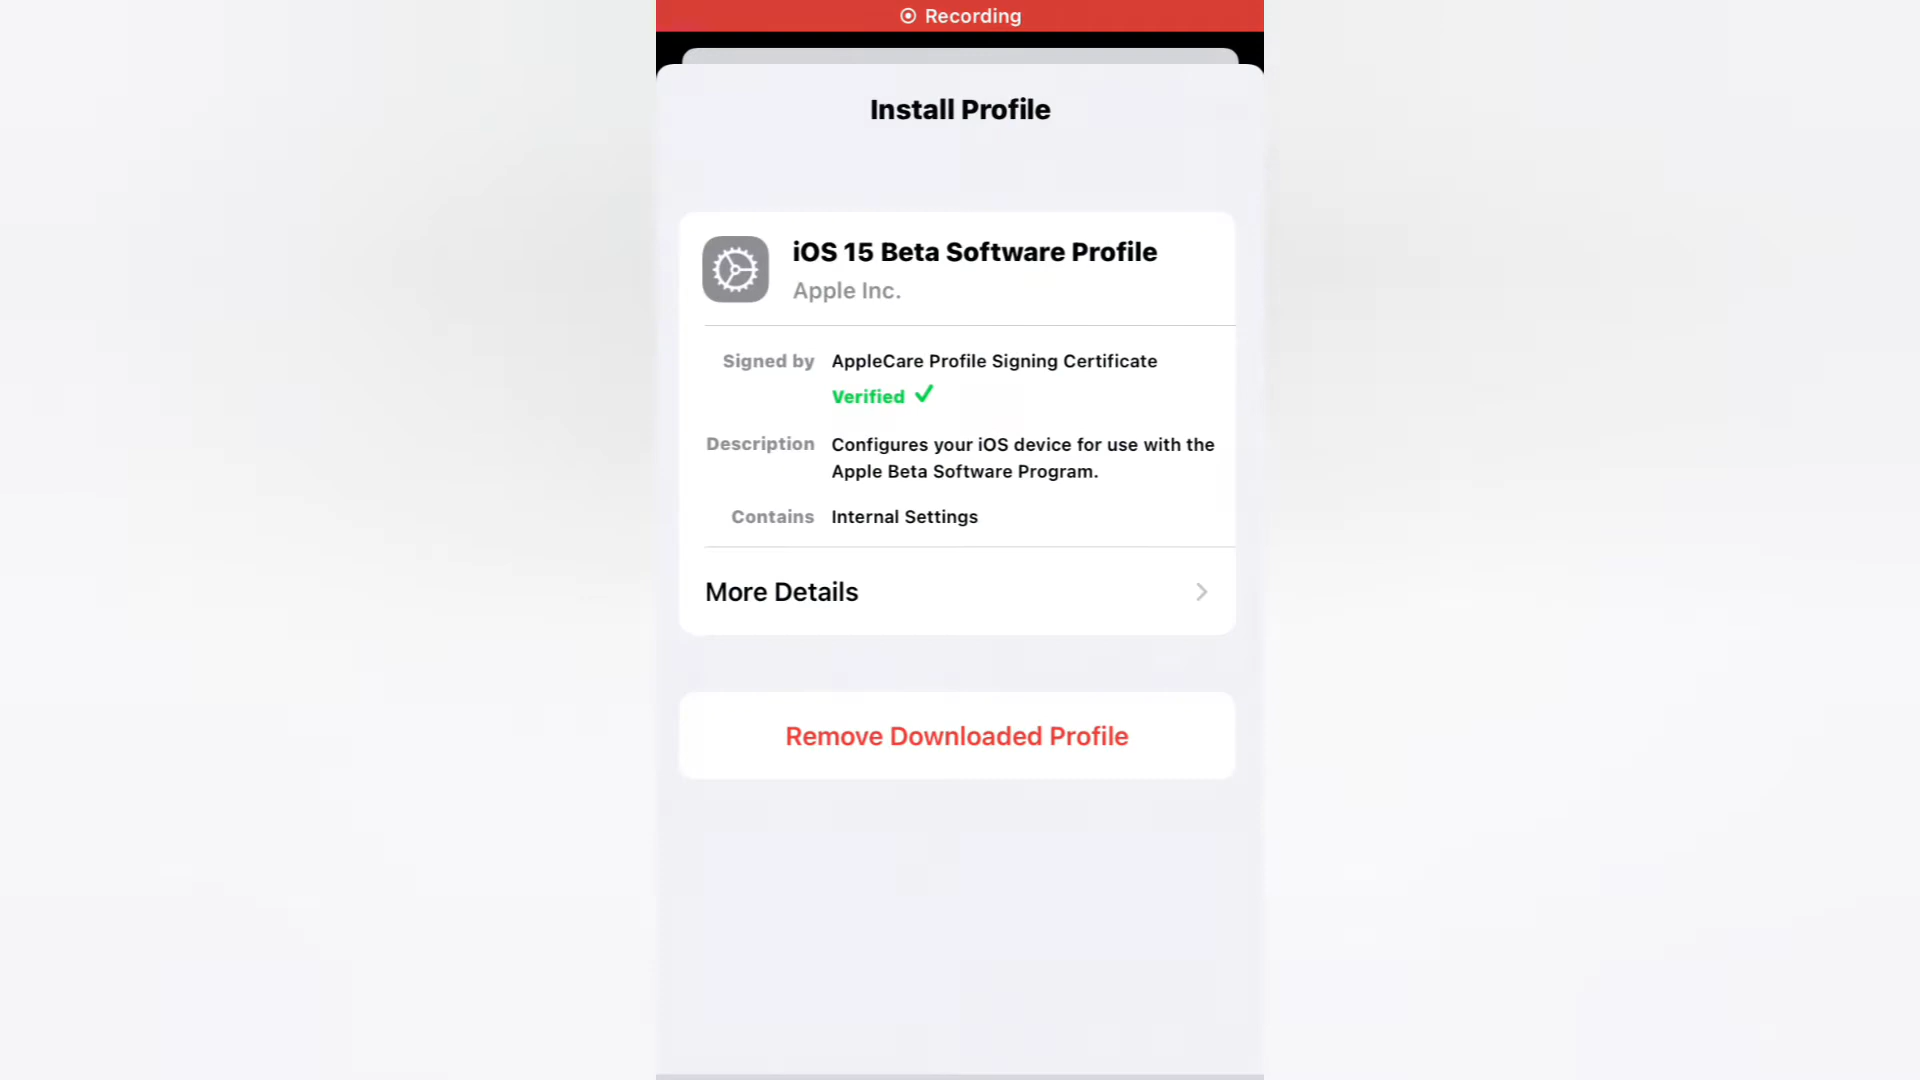 Recording
Install Profile
iOS 15 Beta Software Profile
Apple Inc.
Signed by AppleCare Profile Signing Certificate
Verified ✓
Description Configures your iOS device for use with the
Apple Beta Software Program.
Contains Internal Settings
More Details
Remove Downloaded Profile